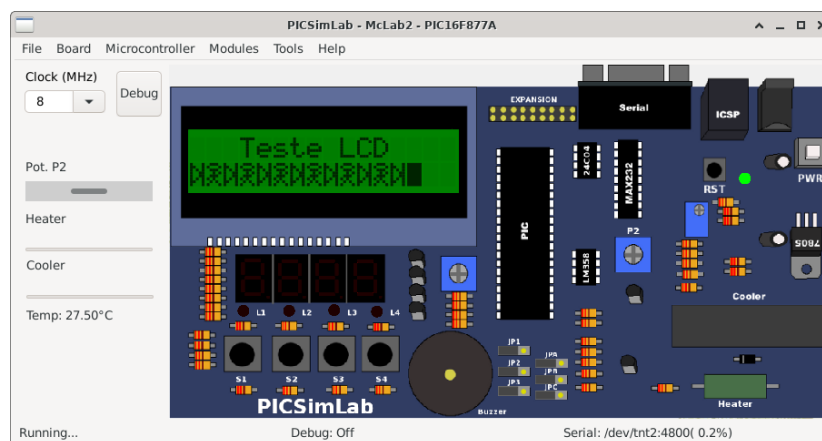 PICSimLab - McLab2 - PIC16F877A
File Board Microcontroller Modules Tools Help
Clock (MHz)
8
Debug
Pot. P2
Heater
Cooler
Temp: 27.50°C
Teste LCD
EXPANSION
Serial
ICSP
24C04
MAX232
RST
PWR
PIC
P2
LM358
7805
Cooler
L1 L2 L3 L4
JP1
JP2
JP3
JPA
JPB
JPC
S1 S2 S3 S4
PICSimLab
Buzzer
Heater
Running...
Debug: Off
Serial: /dev/tnt2:4800( 0.2%)